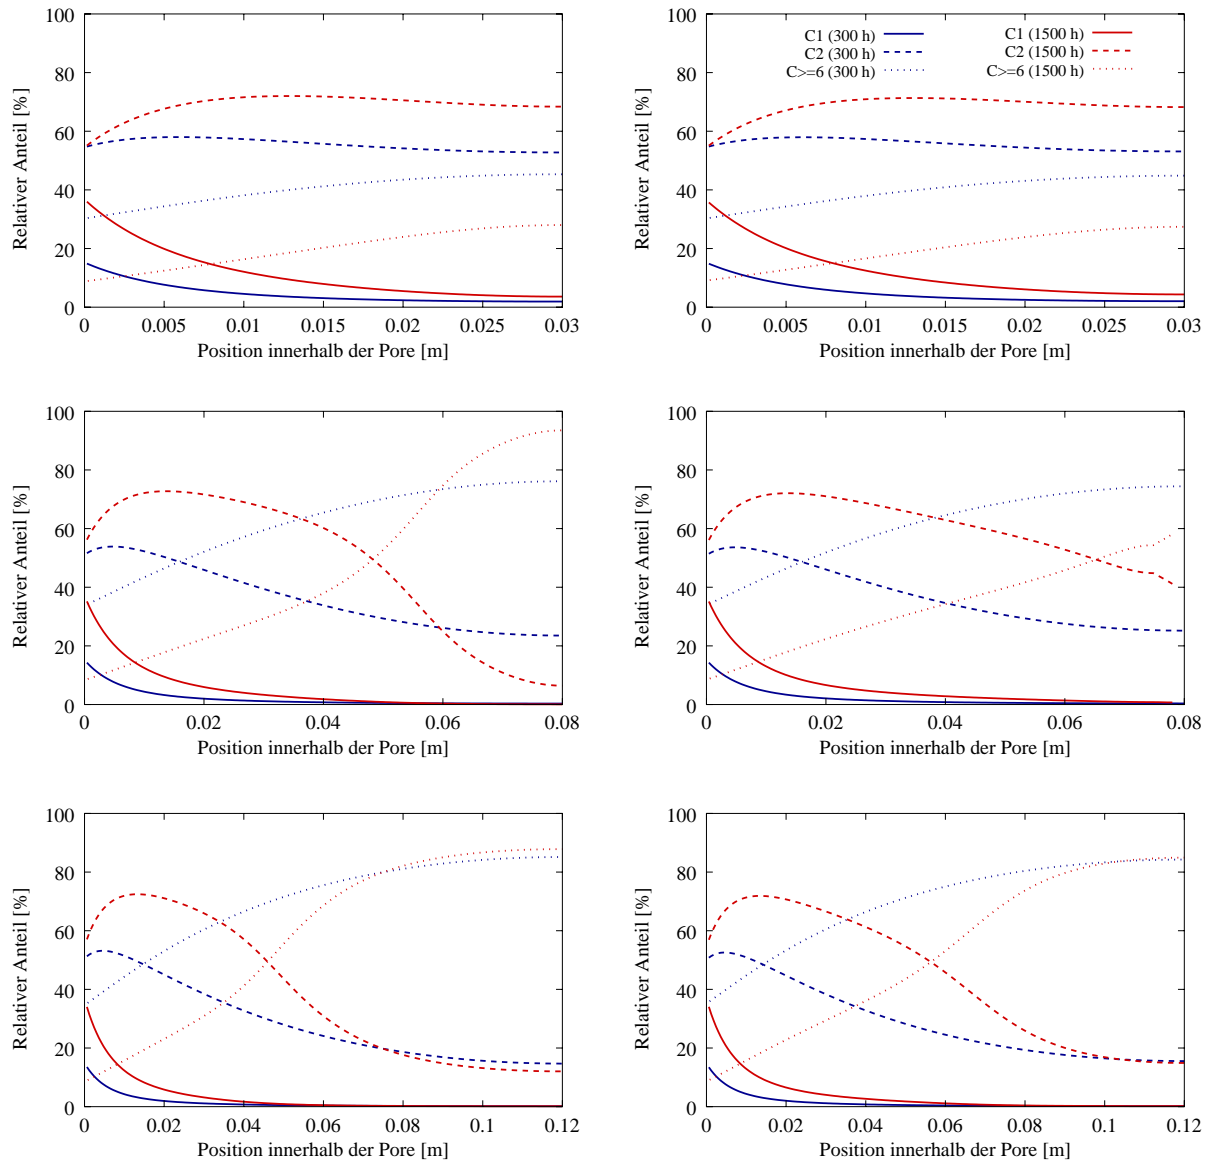 100
80
60
40
20
0
Relativer Anteil [%]
0 0.005 0.01 0.015 0.02 0.025 0.03
Position innerhalb der Pore [m]
100
80
60
40
20
0
Relativer Anteil [%]
C1 (300 h) C1 (1500 h)
C2 (300 h) C2 (1500 h)
C>=6 (300 h) C>=6 (1500 h)
0 0.005 0.01 0.015 0.02 0.025 0.03
Position innerhalb der Pore [m]
100
80
60
40
20
0
Relativer Anteil [%]
0 0.02 0.04 0.06 0.08
Position innerhalb der Pore [m]
100
80
60
40
20
0
Relativer Anteil [%]
0 0.02 0.04 0.06 0.08
Position innerhalb der Pore [m]
100
80
60
40
20
0
Relativer Anteil [%]
0 0.02 0.04 0.06 0.08 0.1 0.12
Position innerhalb der Pore [m]
100
80
60
40
20
0
Relativer Anteil [%]
0 0.02 0.04 0.06 0.08 0.1 0.12
Position innerhalb der Pore [m]